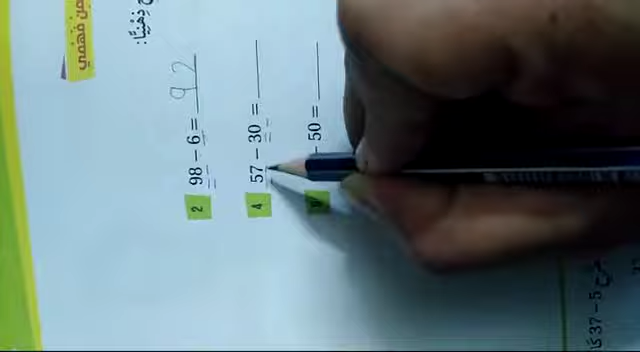 من فهمي
ذهنيًّا:
2 98 – 6 = 92
4 57 – 30 =
– 50 =
37 – 5